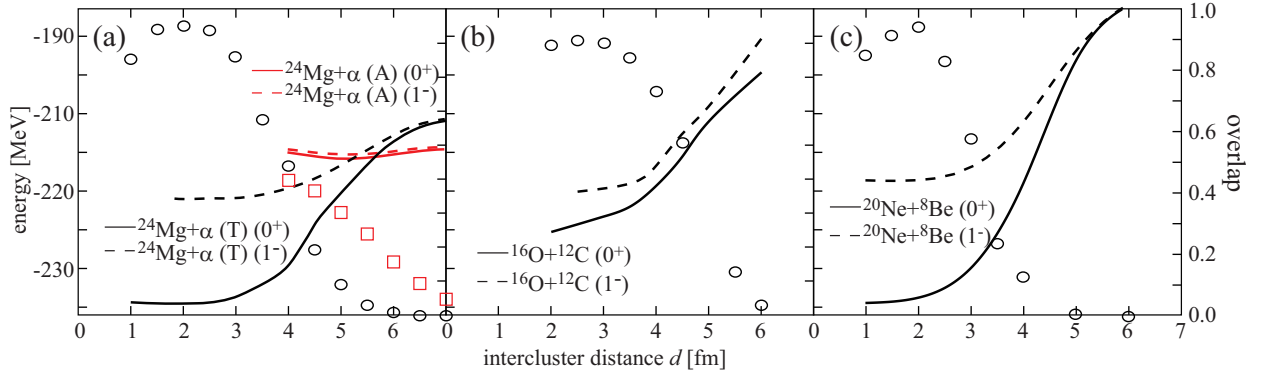 (a)
(b)
(c)
energy [MeV]
-190
-210
-220
-230
²⁴Mg+α (A) (0⁺)
²⁴Mg+α (A) (1⁻)
²⁴Mg+α (T) (0⁺)
²⁴Mg+α (T) (1⁻)
¹⁶O+¹²C (0⁺)
¹⁶O+¹²C (1⁻)
²⁰Ne+⁸Be (0⁺)
²⁰Ne+⁸Be (1⁻)
1.0
0.8
0.6
0.4
0.2
0.0
overlap
0 1 2 3 4 5 6 0 1 2 3 4 5 6 0 1 2 3 4 5 6 7
intercluster distance d [fm]